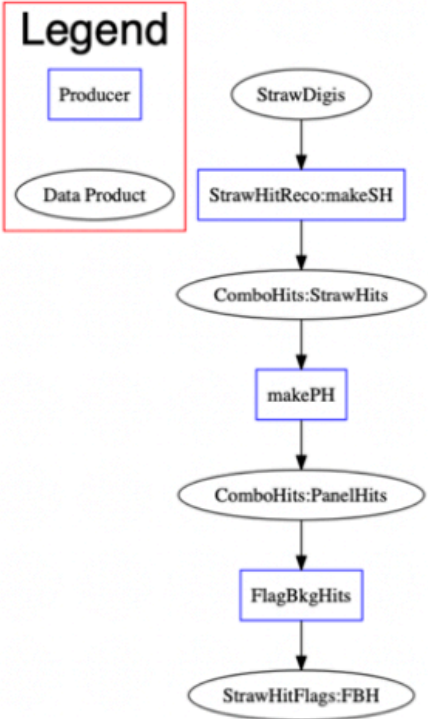 Legend
Producer
Data Product
StrawDigis
StrawHitReco:makeSH
ComboHits:StrawHits
makePH
ComboHits:PanelHits
FlagBkgHits
StrawHitFlags:FBH